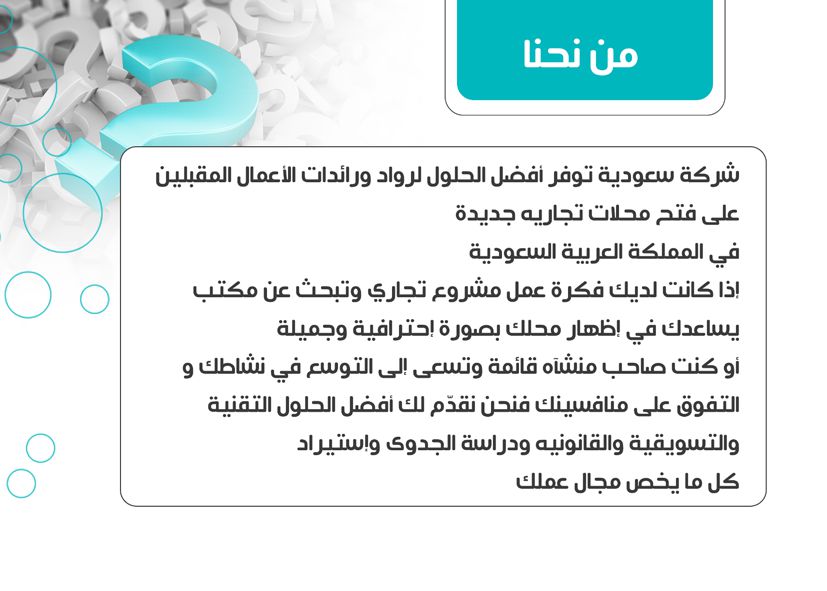 من نحنا
شركة سعودية توفر أفضل الحلول لرواد ورائدات الأعمال المقبلين
على فتح محلات تجاريه جديدة
في المملكة العربية السعودية
إذا كانت لديك فكرة عمل مشروع تجاري وتبحث عن مكتب
يساعدك في إظهار محلك بصورة إحترافية وجميلة
أو كنت صاحب منشآه قائمة وتسعى إلى التوسع في نشاطك و
التفوق على منافسينك فنحن نقدّم لك أفضل الحلول التقنية
والتسويقية والقانونيه ودراسة الجدوى وإستيراد
كل ما يخص مجال عملك